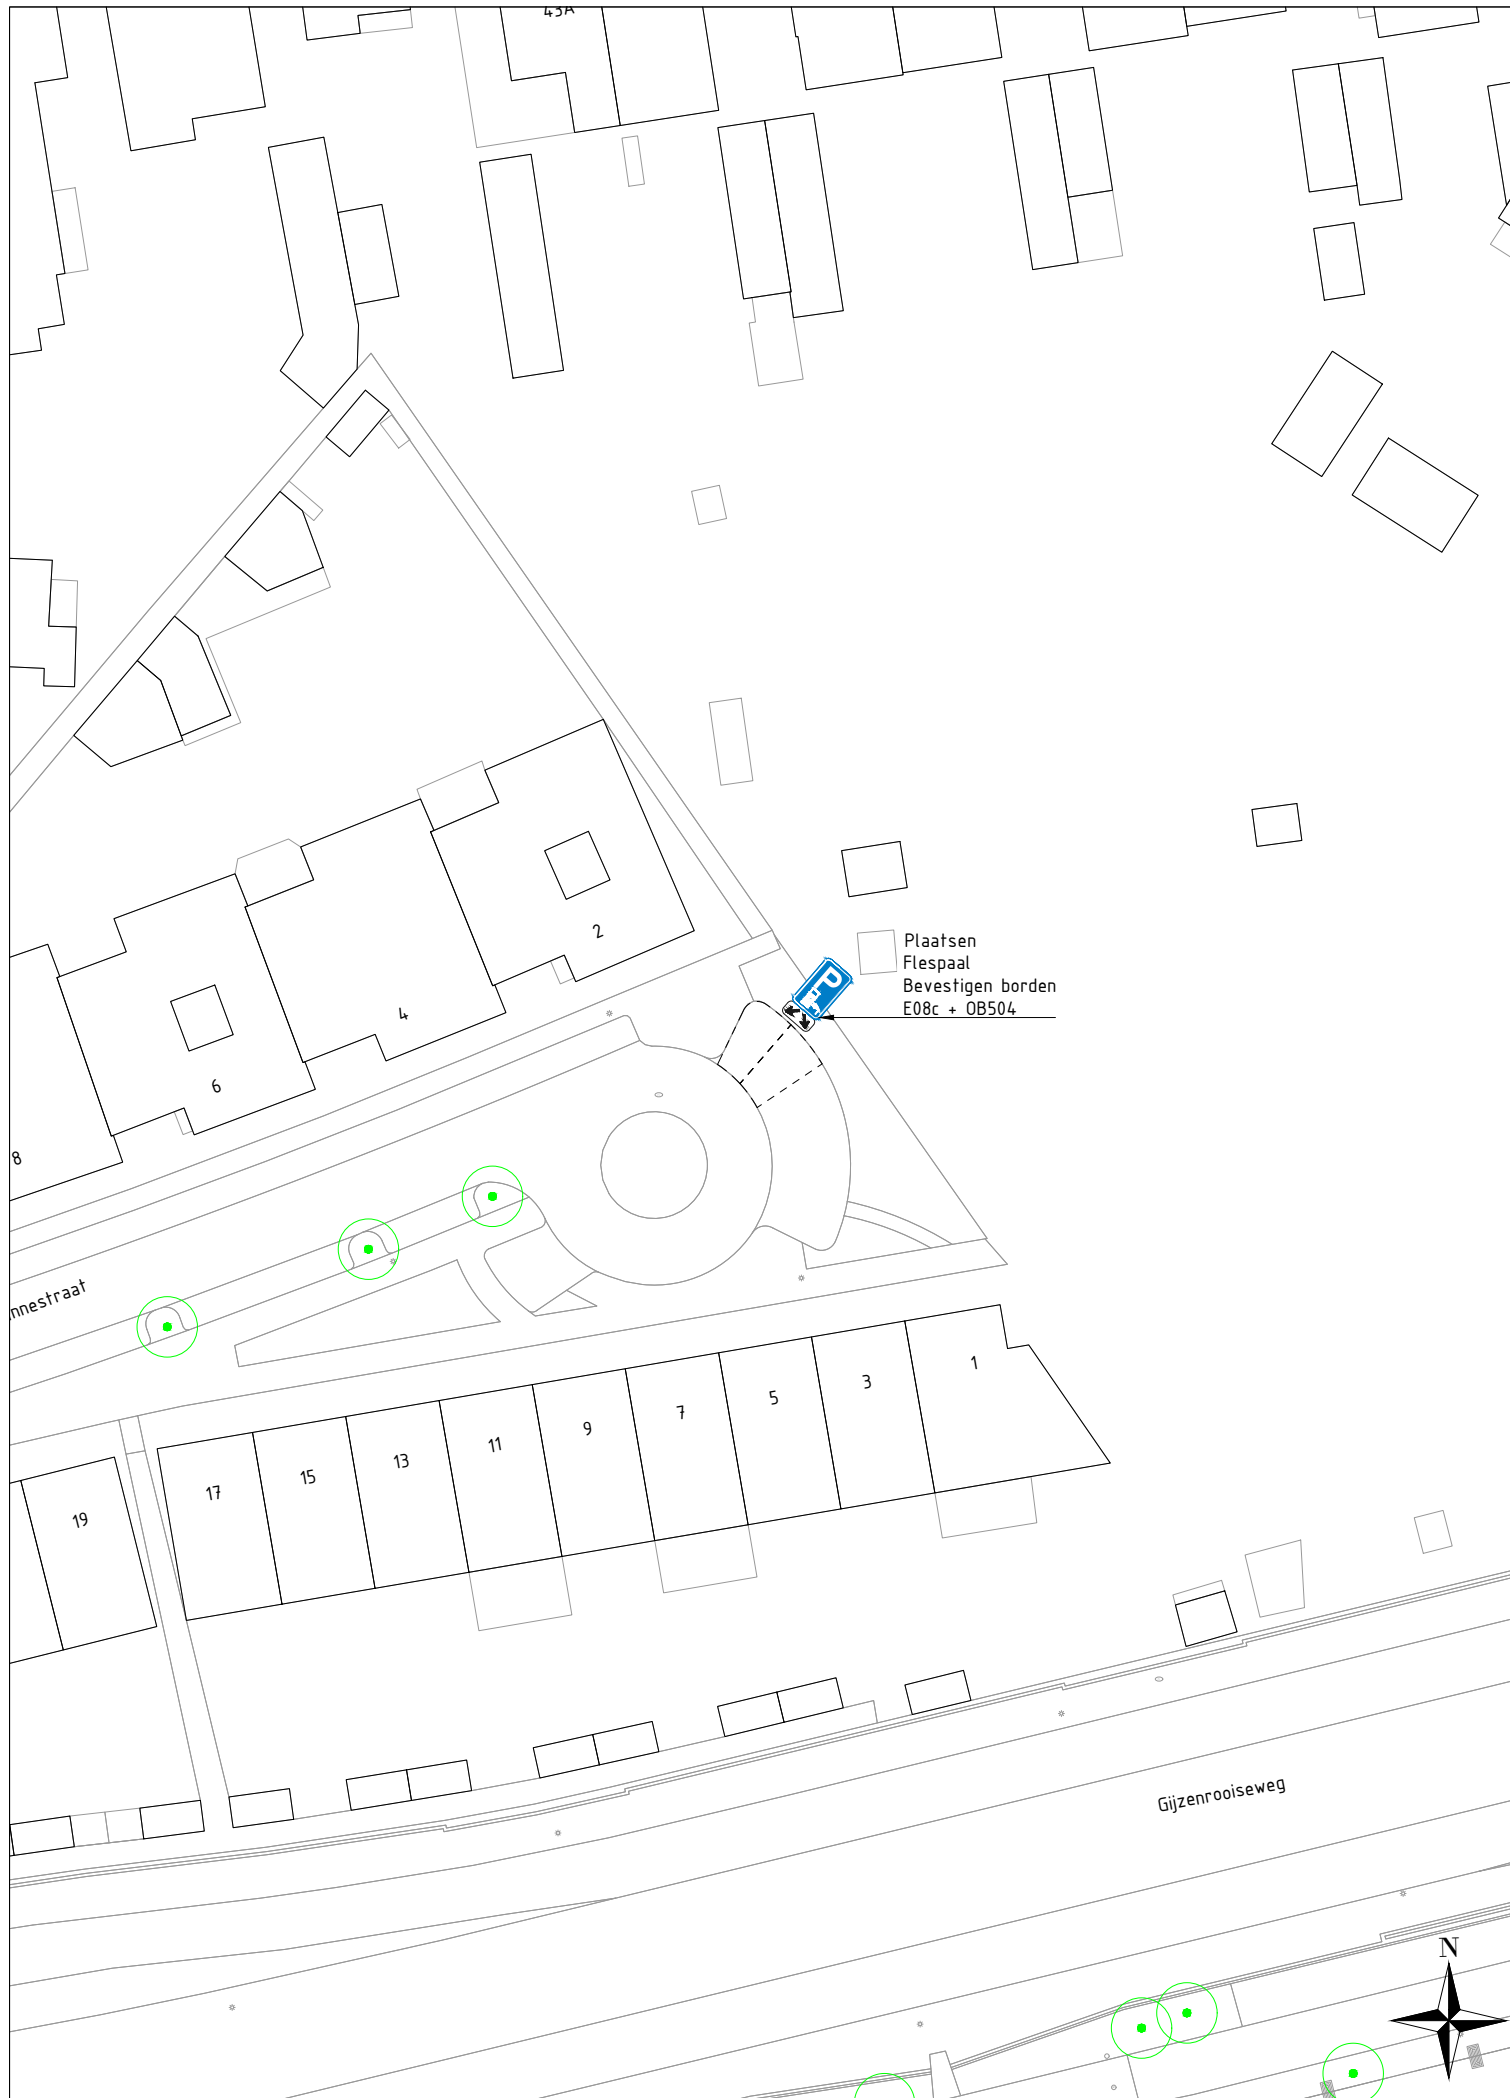 43A
2
Plaatsen
Flespaal
Bevestigen borden
E08c + OB504
P
4
6
8
nnestraat
1
3
5
7
9
11
13
15
17
19
Gijzenrooiseweg
N